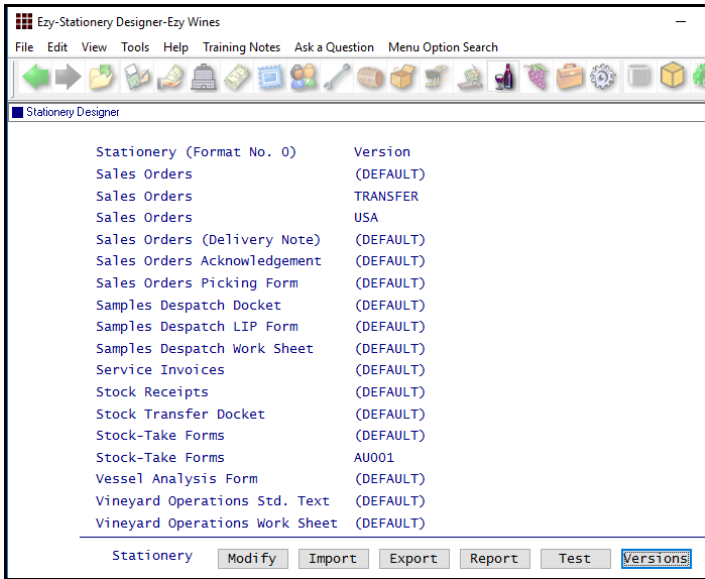 Ezy-Stationery Designer-Ezy Wines
File Edit View Tools Help Training Notes Ask a Question Menu Option Search
Stationery Designer
Stationery (Format No. 0) Version
Sales Orders (DEFAULT)
Sales Orders TRANSFER
Sales Orders USA
Sales Orders (Delivery Note) (DEFAULT)
Sales Orders Acknowledgement (DEFAULT)
Sales Orders Picking Form (DEFAULT)
Samples Despatch Docket (DEFAULT)
Samples Despatch LIP Form (DEFAULT)
Samples Despatch Work Sheet (DEFAULT)
Service Invoices (DEFAULT)
Stock Receipts (DEFAULT)
Stock Transfer Docket (DEFAULT)
Stock-Take Forms (DEFAULT)
Stock-Take Forms AU001
Vessel Analysis Form (DEFAULT)
Vineyard Operations Std. Text (DEFAULT)
Vineyard Operations Work Sheet (DEFAULT)
Stationery Modify Import Export Report Test Versions